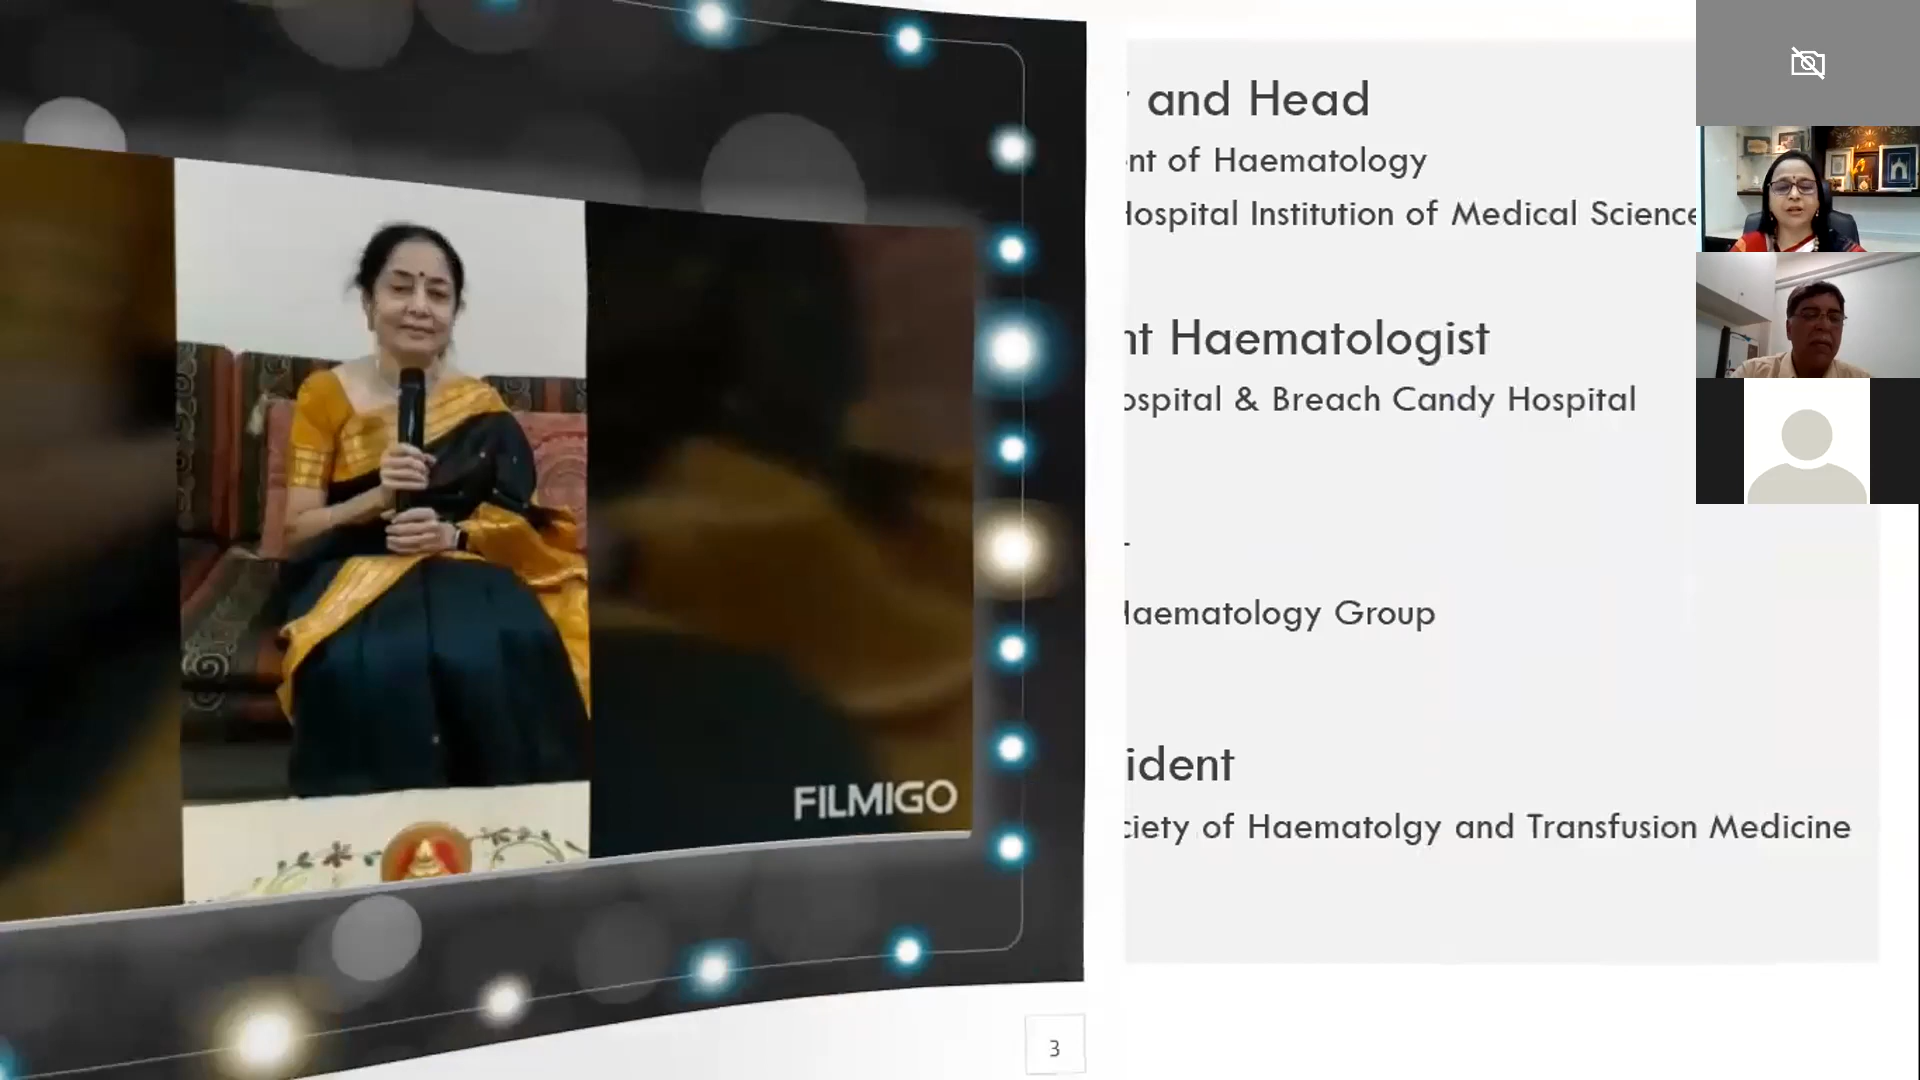 and Head
nt of Haematology
Hospital Institution of Medical Science
nt Haematologist
ospital & Breach Candy Hospital
Haematology Group
ident
ciety of Haematolgy and Transfusion Medicine
FILMIGO
3